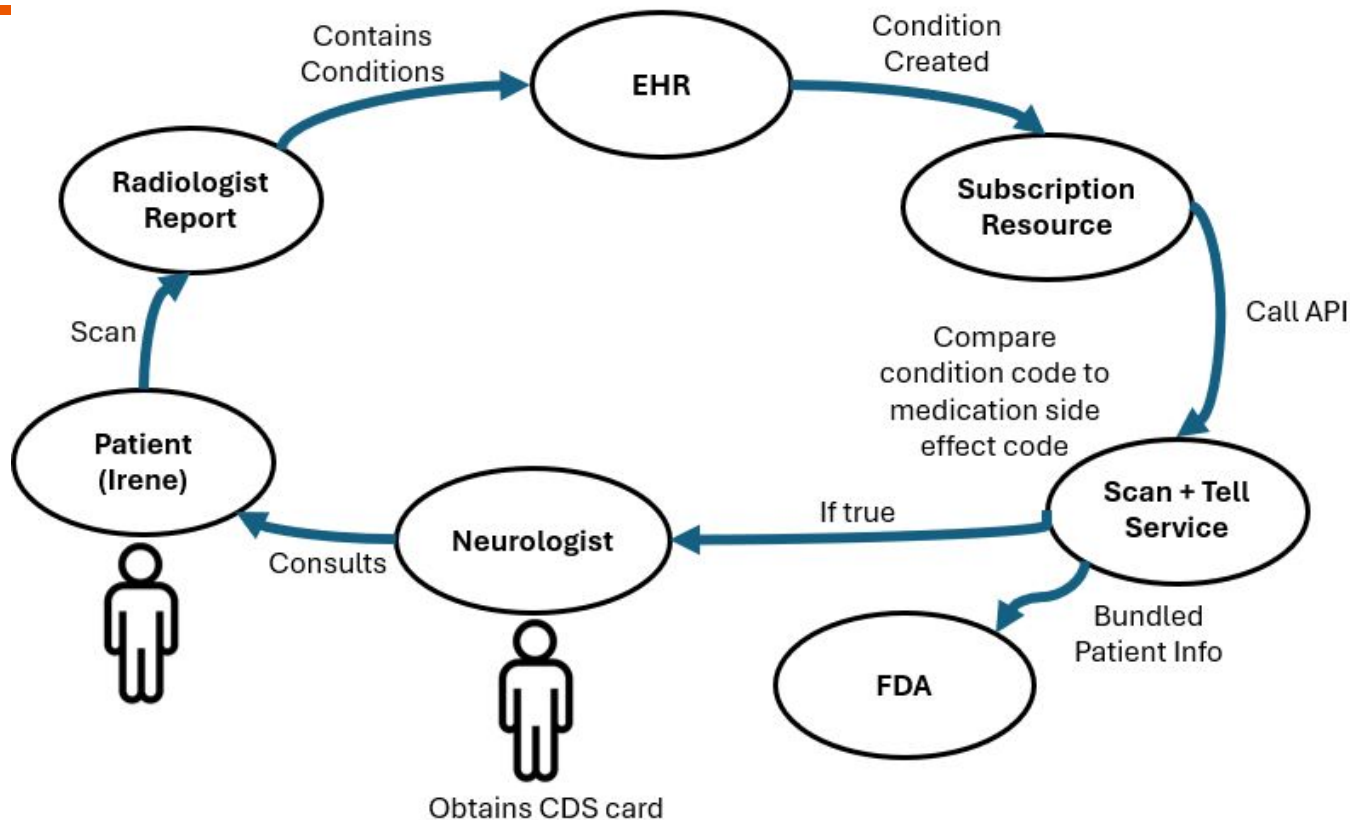 Contains
Conditions
EHR
Condition
Created
Radiologist
Report
Subscription
Resource
Scan
Call API
Compare
condition code to
medication side
effect code
Patient
(Irene)
Scan + Tell
Service
If true
Neurologist
Consults
Bundled
Patient Info
FDA
Obtains CDS card